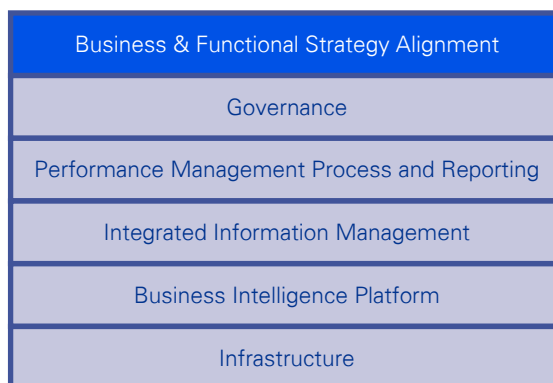 Business & Functional Strategy Alignment
Governance
Performance Management Process and Reporting
Integrated Information Management
Business Intelligence Platform
Infrastructure